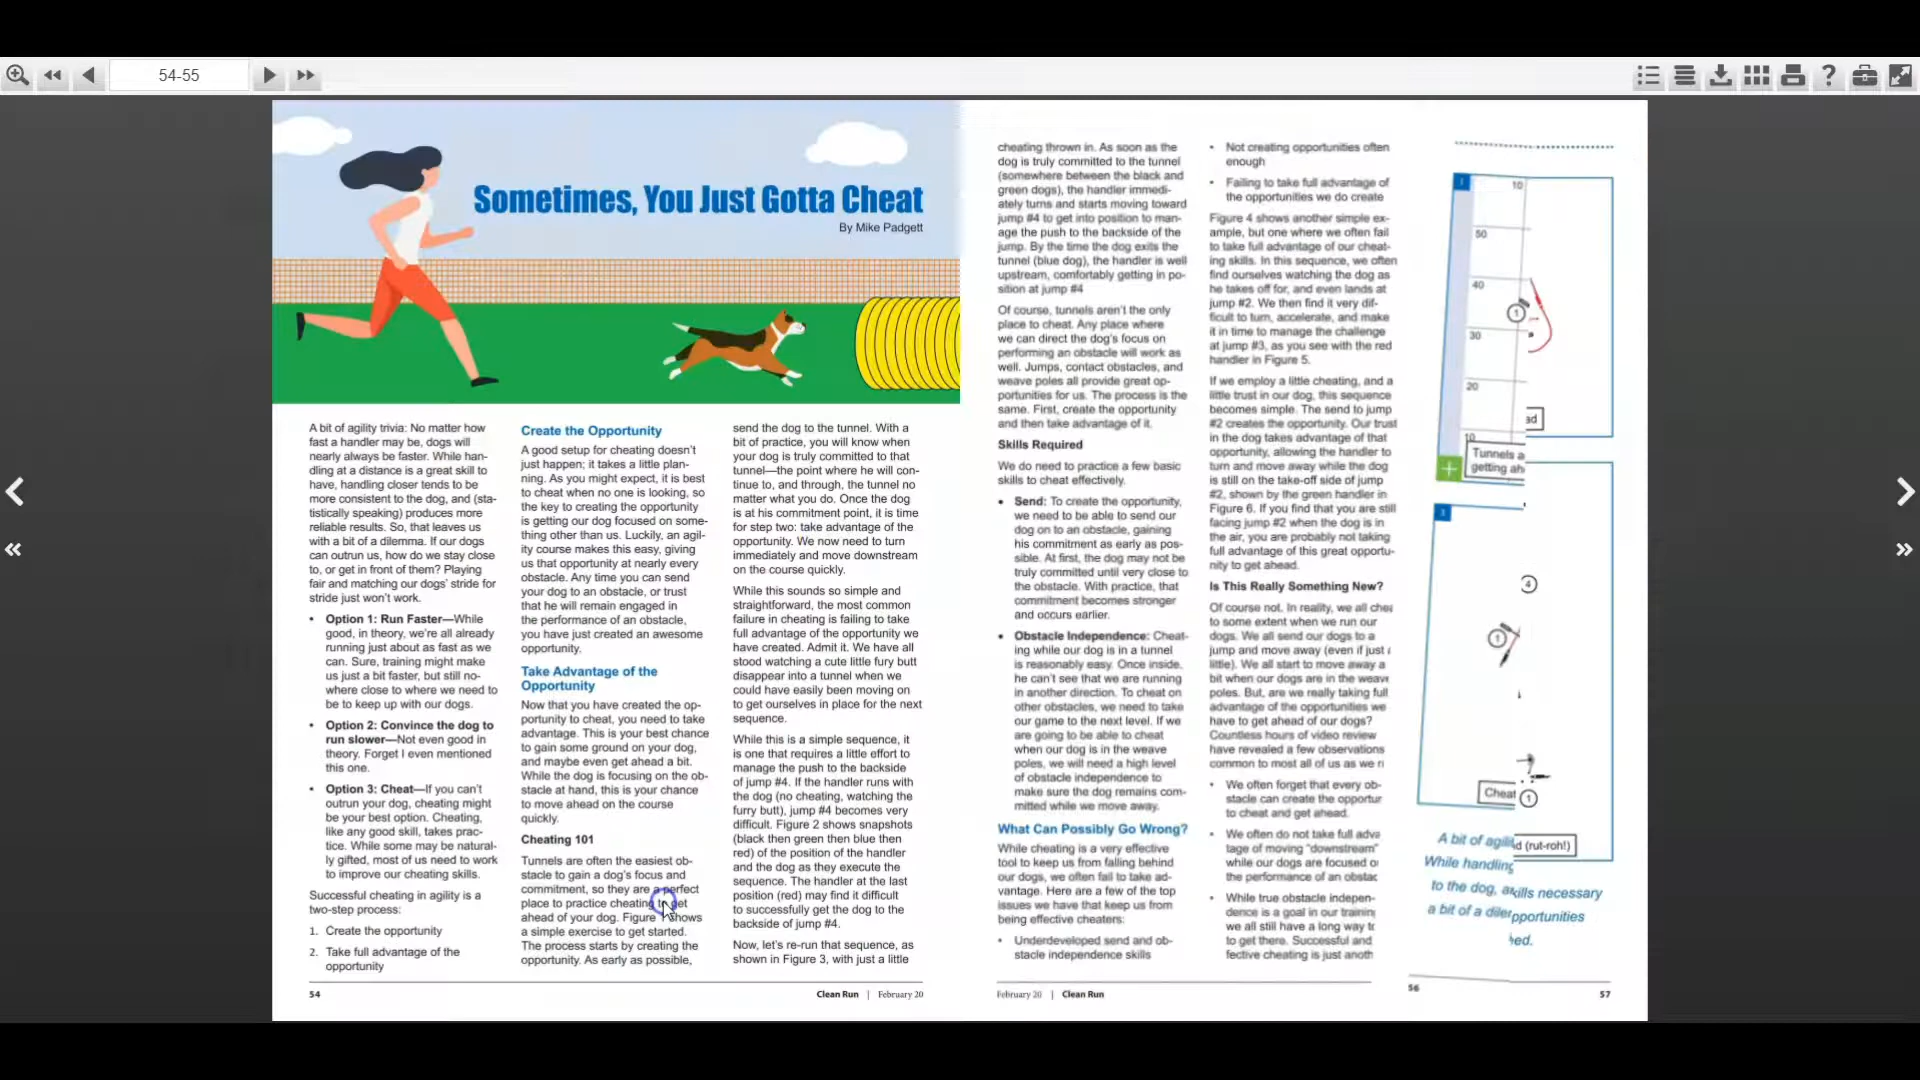 54-55
Sometimes, You Just Gotta Cheat
By Mike Padgett
A bit of agility trivia: No matter how
fast a handler may be, dogs will
nearly always be faster. While han-
dling at a distance is a great skill to
have, handling closer tends to be
more consistent to the dog, and (sta-
tistically speaking) produces more
reliable results. So, that leaves us
with a bit of a dilemma. If our dogs
can outrun us, how do we stay close
to, or get in front of them? Playing
fair and matching our dogs' stride for
stride just won't work.
• Option 1: Run Faster—While
good, in theory, we're all already
running just about as fast as we
can. Sure, training might make
us just a bit faster, but still no-
where close to where we need to
be to keep up with our dogs.
• Option 2: Convince the dog to
run slower—Not even good in
theory. Forget I even mentioned
this one.
• Option 3: Cheat—If you can't
outrun your dog, cheating might
be your best option. Cheating,
like any good skill, takes prac-
tice. While some may be natural-
ly gifted, most of us need to work
to improve our cheating skills.
Successful cheating in agility is a
two-step process:
1. Create the opportunity
2. Take full advantage of the
opportunity
Create the Opportunity
A good setup for cheating doesn't
just happen; it takes a little plan-
ning. As you might expect, it is best
to cheat when no one is looking, so
the key to creating the opportunity
is getting our dog focused on some-
thing other than us. Luckily, an agil-
ity course makes this easy, giving
us that opportunity at nearly every
obstacle. Any time you can send
your dog to an obstacle, or trust
that he will remain engaged in
the performance of an obstacle,
you have just created an awesome
opportunity.
Take Advantage of the
Opportunity
Now that you have created the op-
portunity to cheat, you need to take
advantage. This is your best chance
to gain some ground on your dog,
and maybe even get ahead a bit.
While the dog is focusing on the ob-
stacle at hand, this is your chance
to move ahead on the course
quickly.
Cheating 101
Tunnels are often the easiest ob-
stacle to gain a dog's focus and
commitment, so they are a perfect
place to practice cheating to get
ahead of your dog. Figure 1 shows
a simple exercise to get started.
The process starts by creating the
opportunity. As early as possible,
send the dog to the tunnel. With a
bit of practice, you will know when
your dog is truly committed to that
tunnel—the point where he will con-
tinue to, and through, the tunnel no
matter what you do. Once the dog
is at his commitment point, it is time
for step two: take advantage of the
opportunity. We now need to turn
immediately and move downstream
on the course quickly.
While this sounds so simple and
straightforward, the most common
failure in cheating is failing to take
full advantage of the opportunity we
have created. Admit it. We have all
stood watching a cute little fury butt
disappear into a tunnel when we
could have easily been moving on
to get ourselves in place for the next
sequence.
While this is a simple sequence, it
is one that requires a little effort to
manage the push to the backside
of jump #4. If the handler runs with
the dog (no cheating, watching the
furry butt), jump #4 becomes very
difficult. Figure 2 shows snapshots
(black then green then blue then
red) of the position of the handler
and the dog as they execute the
sequence. The handler at the last
position (red) may find it difficult
to successfully get the dog to the
backside of jump #4.
Now, let's re-run that sequence, as
shown in Figure 3, with just a little
54
Clean Run | February 20
cheating thrown in. As soon as the
dog is truly committed to the tunnel
(somewhere between the black and
green dogs), the handler immedi-
ately turns and starts moving toward
jump #4 to get into position to man-
age the push to the backside of the
jump. By the time the dog exits the
tunnel (blue dog), the handler is well
upstream, comfortably getting in po-
sition at jump #4
Of course, tunnels aren't the only
place to cheat. Any place where
we can direct the dog's focus on
performing an obstacle will work as
well. Jumps, contact obstacles, and
weave poles all provide great op-
portunities for us. The process is the
same. First, create the opportunity
and then take advantage of it.
Skills Required
We do need to practice a few basic
skills to cheat effectively.
• Send: To create the opportunity,
we need to be able to send our
dog on to an obstacle, gaining
his commitment as early as pos-
sible. At first, the dog may not be
truly committed until very close to
the obstacle. With practice, that
commitment becomes stronger
and occurs earlier.
• Obstacle Independence: Cheat-
ing while our dog is in a tunnel
is reasonably easy. Once inside,
he can't see that we are running
in another direction. To cheat on
other obstacles, we need to take
our game to the next level. If we
are going to be able to cheat
when our dog is in the weave
poles, we will need a high level
of obstacle independence to
make sure the dog remains com-
mitted while we move away.
What Can Possibly Go Wrong?
While cheating is a very effective
tool to keep us from falling behind
our dogs, we often fail to take ad-
vantage. Here are a few of the top
issues we have that keep us from
being effective cheaters:
• Underdeveloped send and ob-
stacle independence skills
• Not creating opportunities often
enough
• Failing to take full advantage of
the opportunities we do create
Figure 4 shows another simple ex-
ample, but one where we often fail
to take full advantage of our cheat-
ing skills. In this sequence, we often
find ourselves watching the dog as
he takes off for, and even lands at
jump #2. We then find it very dif-
ficult to turn, accelerate, and make
it in time to manage the challenge
at jump #3, as you see with the red
handler in Figure 5.
If we employ a little cheating, and a
little trust in our dog, this sequence
becomes simple. The send to jump
#2 creates the opportunity. Our trust
in the dog takes advantage of that
opportunity, allowing the handler to
turn and move away while the dog
is still on the take-off side of jump
#2, shown by the green handler in
Figure 6. If you find that you are still
facing jump #2 when the dog is in
the air, you are probably not taking
full advantage of this great opportu-
nity to get ahead.
Is This Really Something New?
Of course not. In reality, we all chea
to some extent when we run our
dogs. We all send our dogs to a
jump and move away (even if just a
little). We all start to move away a
bit when our dogs are in the weave
poles. But, are we really taking full
advantage of the opportunities we
have to get ahead of our dogs?
Countless hours of video review
have revealed a few observations
common to most all of us as we ru
• We often forget that every ob-
stacle can create the opportun
to cheat and get ahead.
• We often do not take full adva
tage of moving "downstream"
while our dogs are focused o
the performance of an obstac
• While true obstacle indepen-
dence is a goal in our training
we all still have a long way to
to get there. Successful and
fective cheating is just anoth
February 20 | Clean Run
1
10
50
40
1
30
20
ad
10
Tunnels a
getting ah
3
4
1
Cheat
1
d (rut-roh!)
A bit of agili
While handling
to the dog, a
kills necessary
a bit of a dile
pportunities
ed.
56
57